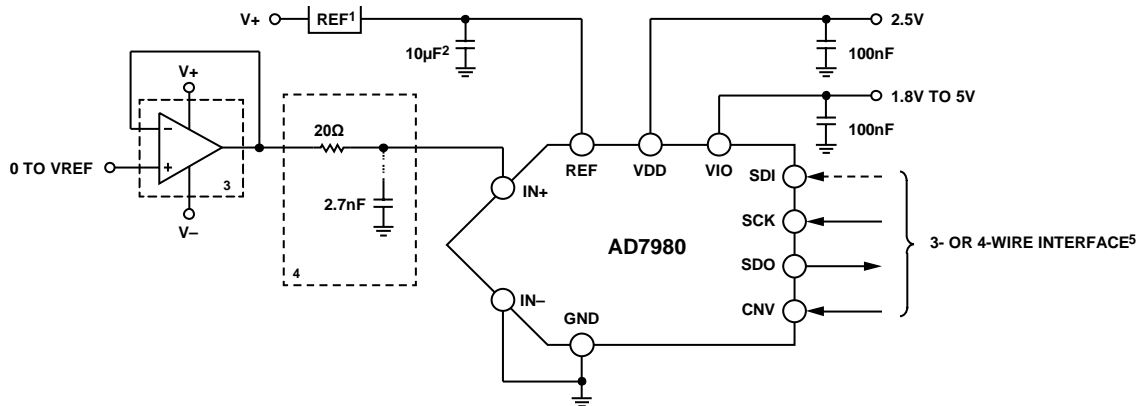 V+
REF1
10µF2
2.5V
100nF
1.8V TO 5V
100nF
V+
−
+
0 TO VREF
3
V−
20Ω
2.7nF
4
REF
VDD
VIO
IN+
IN−
GND
AD7980
SDI
SCK
SDO
CNV
3- OR 4-WIRE INTERFACE5